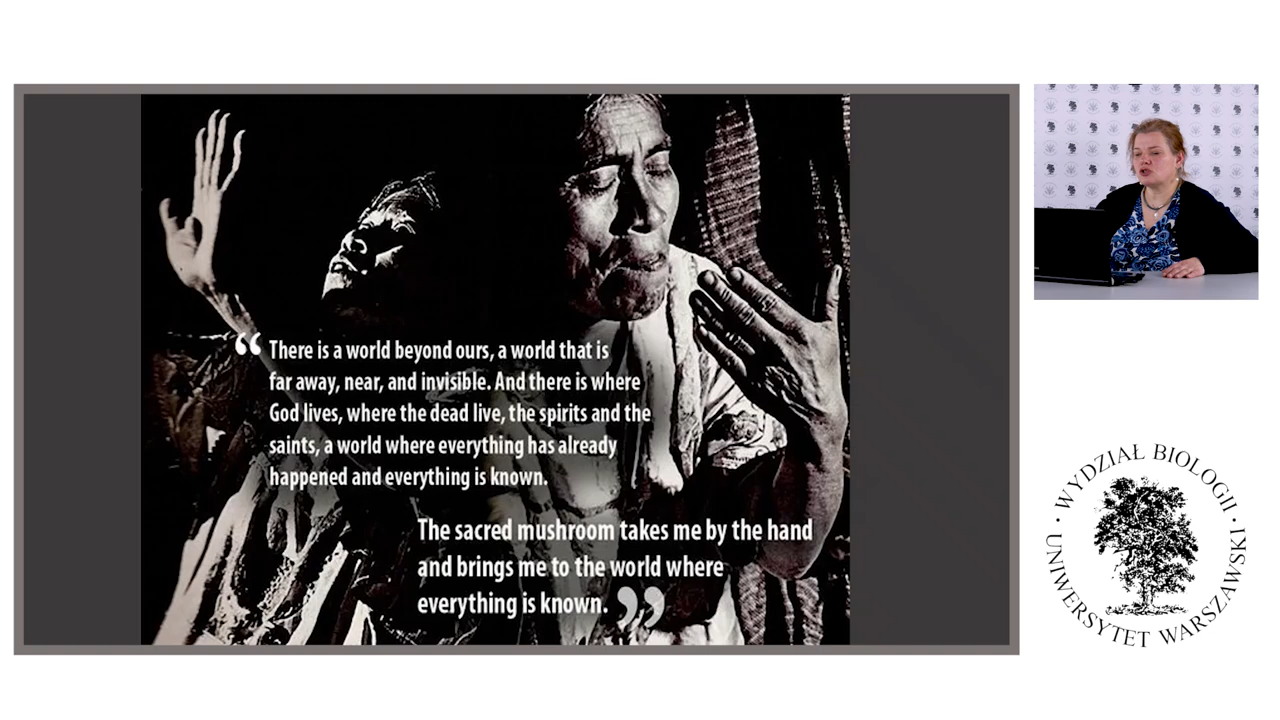 “ There is a world beyond ours, a world that is
far away, near, and invisible. And there is where
God lives, where the dead live, the spirits and the
saints, a world where everything has already
happened and everything is known.
The sacred mushroom takes me by the hand
and brings me to the world where
everything is known. ”
· WYDZIAŁ BIOLOGII ·
UNIWERSYTET WARSZAWSKI